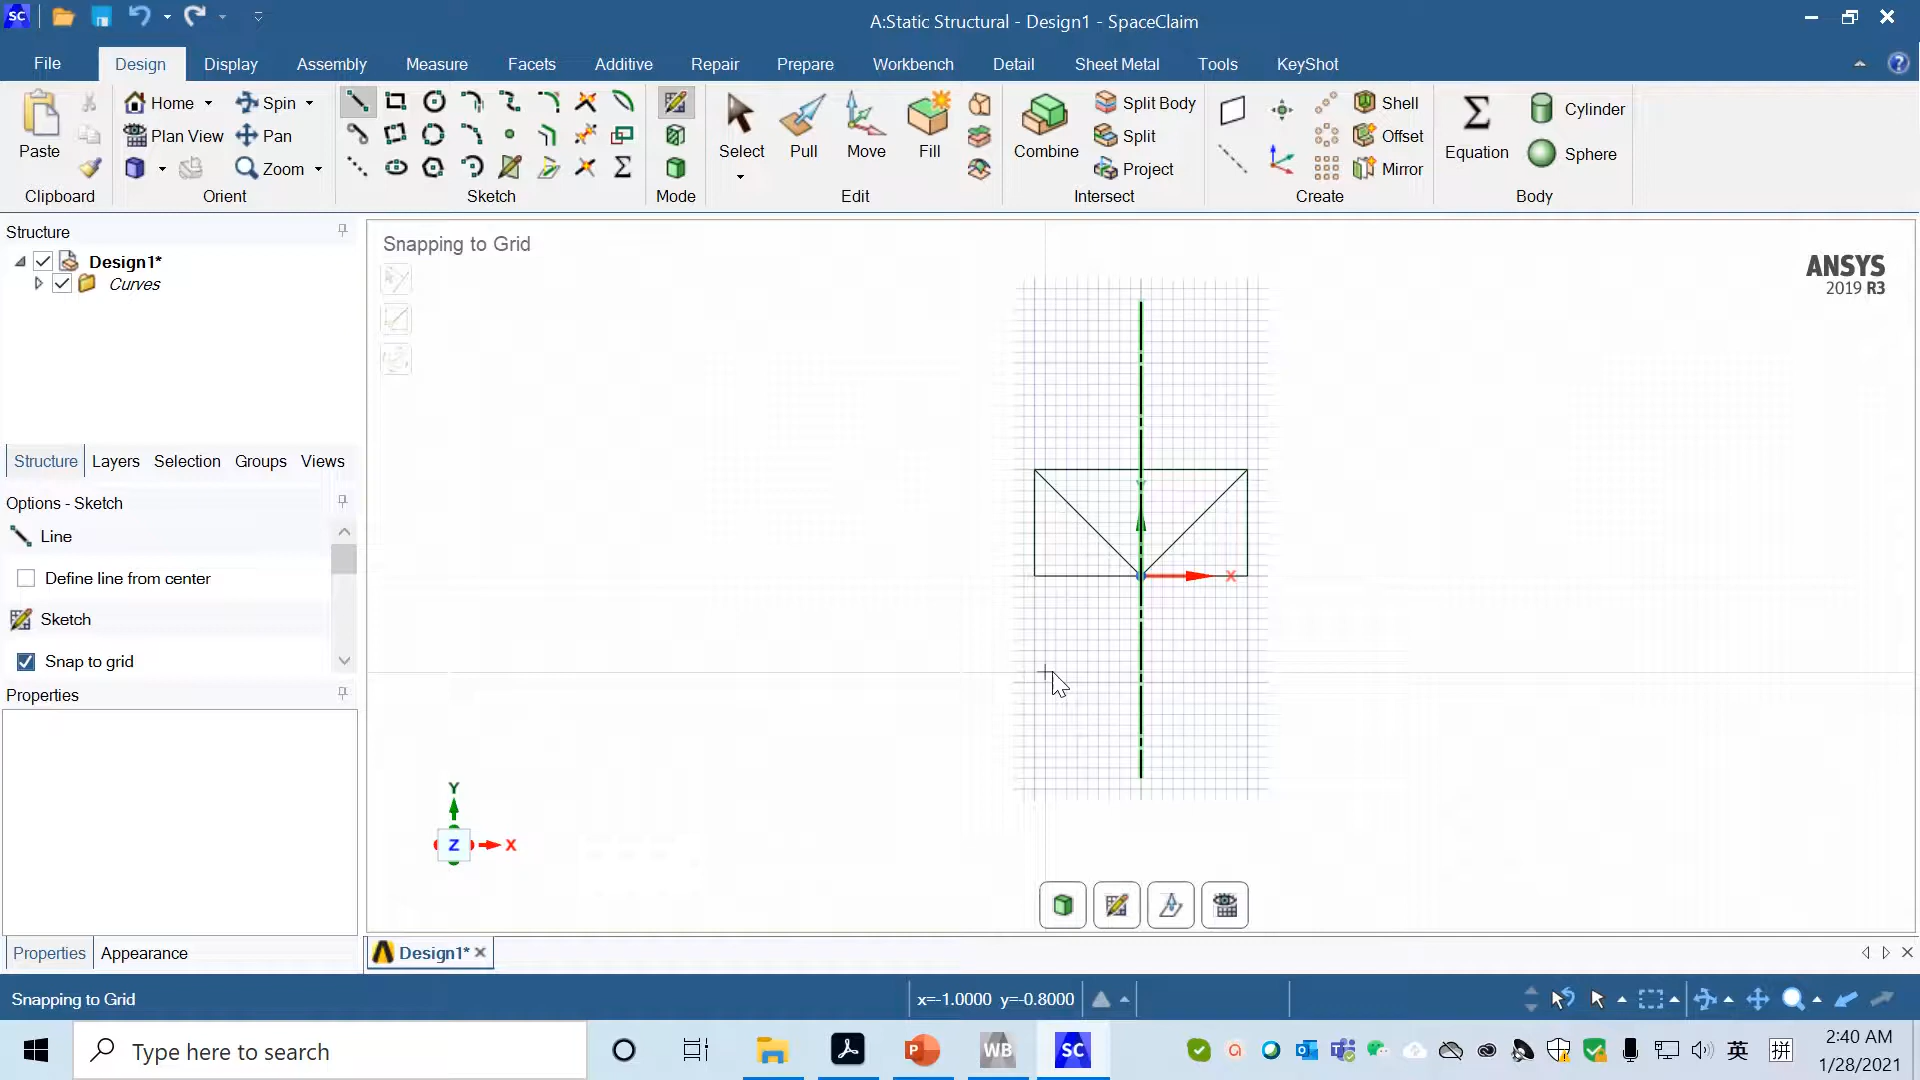 SC
A:Static Structural - Design1 - SpaceClaim
File Design Display Assembly Measure Facets Additive Repair Prepare Workbench Detail Sheet Metal Tools KeyShot
Paste
Clipboard
Home Spin
Plan View Pan
Zoom
Orient
Sketch
Mode
Select Pull Move Fill
Edit
Combine
Split Body
Split
Project
Intersect
Shell
Offset
Mirror
Create
Equation
Cylinder
Sphere
Body
Structure
Design1*
Curves
Structure Layers Selection Groups Views
Options - Sketch
Line
Define line from center
Sketch
Snap to grid
Properties
Properties Appearance
Snapping to Grid
ANSYS
2019 R3
X
Y
Z X
Design1*
Snapping to Grid
x=-1.0000 y=-0.8000
Type here to search
WB
SC
英
拼
2:40 AM
1/28/2021